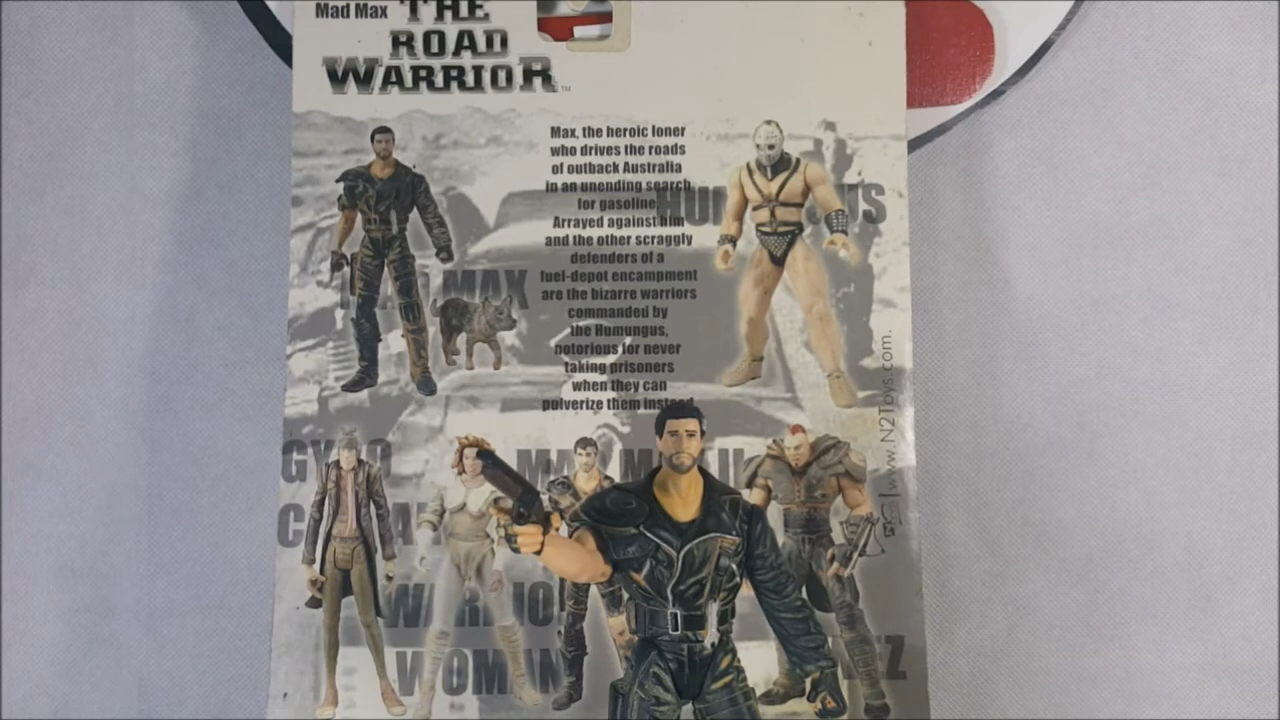 Mad Max
THE
ROAD
WARRIOR™
Max, the heroic loner
who drives the roads
of outback Australia
in an unending search
for gasoline.
Arrayed against him
and the other scraggly
defenders of a
fuel-depot encampment
are the bizarre warriors
commanded by
the Humungus,
notorious for never
taking prisoners
when they can
pulverize them instead.
MAX
WOMAN
www.N2Toys.com.